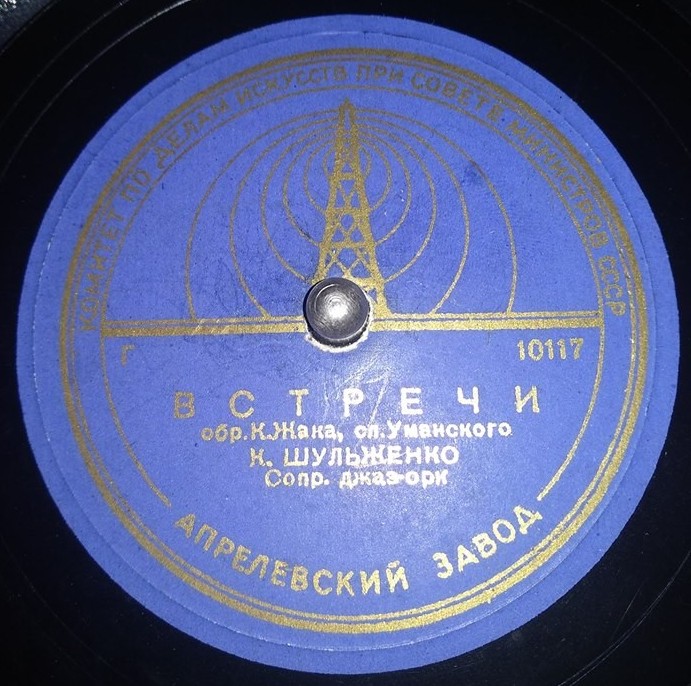 КОМИТЕТ ПО ДЕЛАМ ИСКУССТВ ПРИ СОВЕТЕ МИНИСТРОВ СССР
Г 10117
ВСТРЕЧИ
обр.К.Жака, сл.Уманского
К. ШУЛЬЖЕНКО
Сопр. джаз-орк
АПРЕЛЕВСКИЙ ЗАВОД